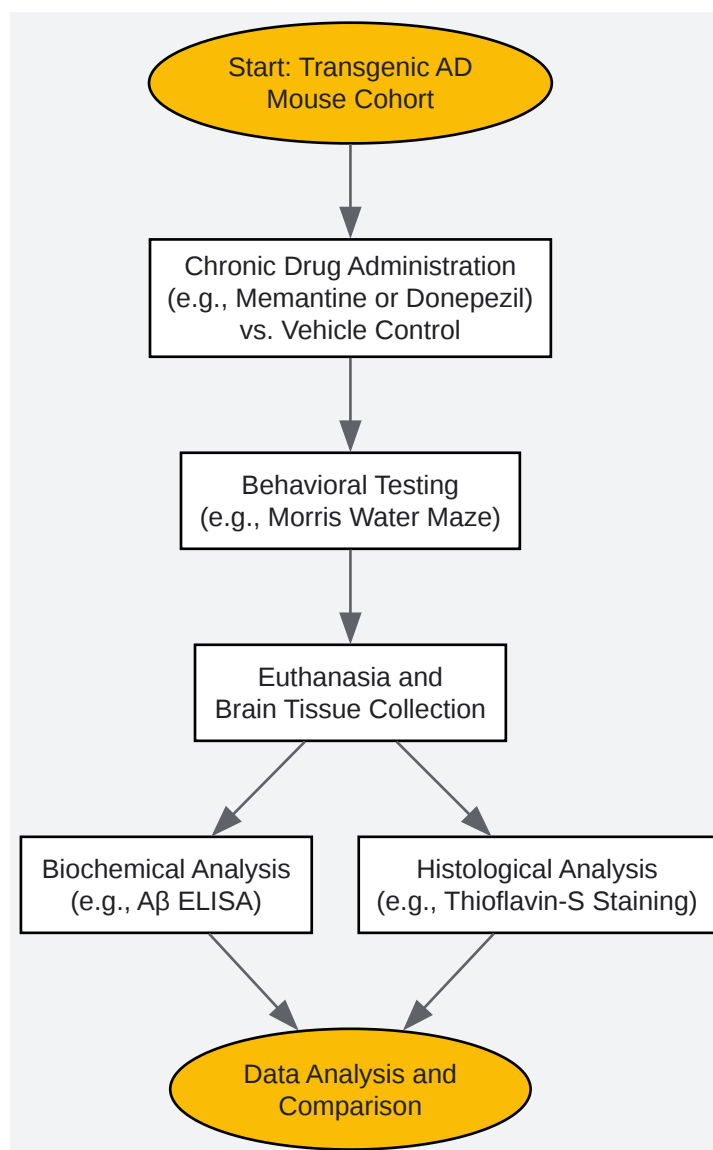 Start: Transgenic AD
Mouse Cohort
Chronic Drug Administration
(e.g., Memantine or Donepezil)
vs. Vehicle Control
Behavioral Testing
(e.g., Morris Water Maze)
Euthanasia and
Brain Tissue Collection
Biochemical Analysis
(e.g., Aβ ELISA)
Histological Analysis
(e.g., Thioflavin-S Staining)
Data Analysis and
Comparison